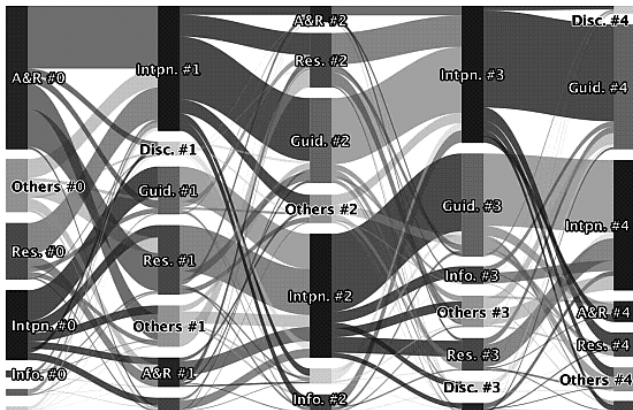 A&R #0
Others #0
Res. #0
Intpn. #0
Info. #0
Intpn. #1
Disc. #1
Guid. #1
Res. #1
Others #1
A&R #1
A&R #2
Res. #2
Guid. #2
Others #2
Intpn. #2
Info. #2
Intpn. #3
Guid. #3
Info. #3
Others #3
Res. #3
Disc. #3
Disc. #4
Guid. #4
Intpn. #4
A&R #4
Res. #4
Others #4